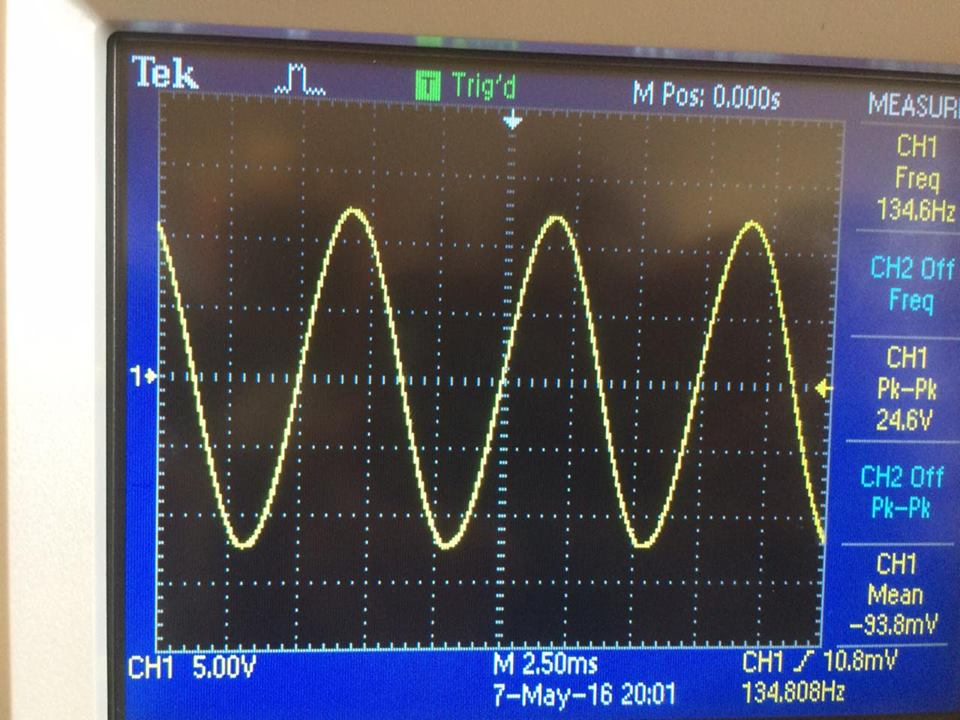 Tek
T Trig'd
M Pos: 0.000s
MEASUR
CH1
Freq
134.6Hz
CH2 Off
Freq
CH1
Pk-Pk
24.6V
CH2 Off
Pk-Pk
CH1
Mean
-93.8mV
1
CH1 5.00V
M 2.50ms
CH1 10.8mV
7-May-16 20:01
134.808Hz